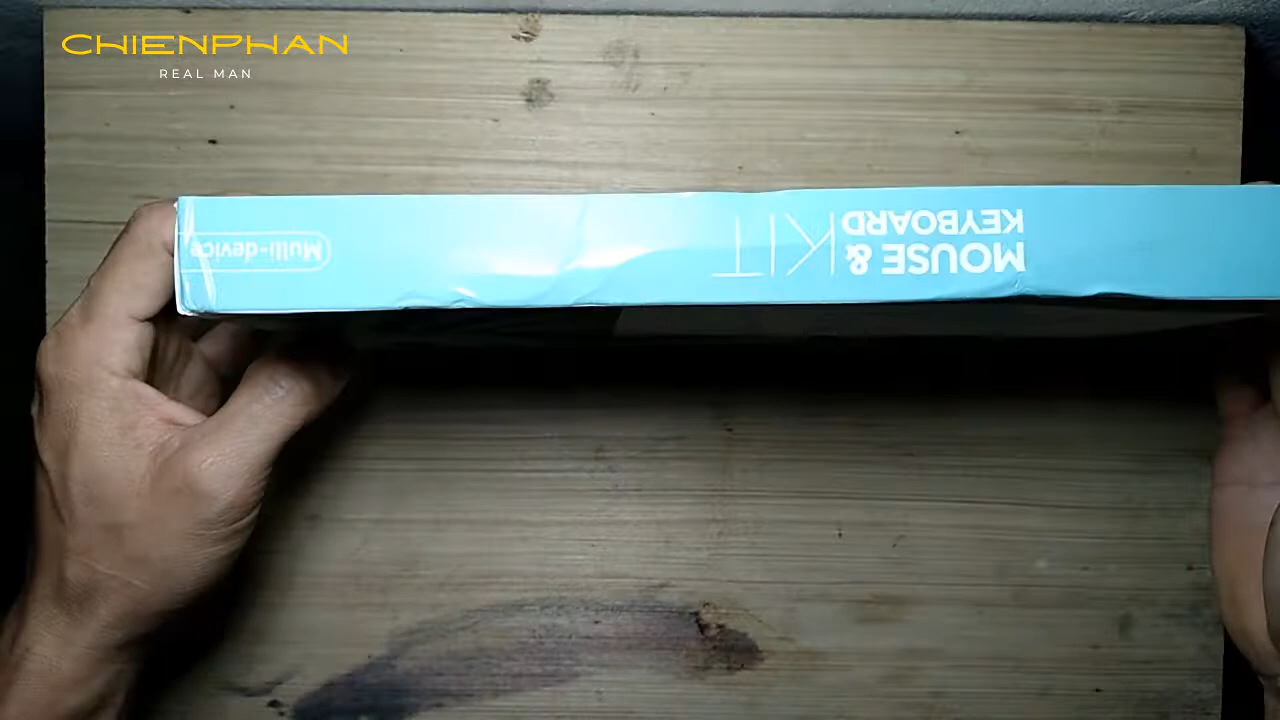 CHIENPHAN
REAL MAN
MOUSE &
KEYBOARD
KIT
Multi-device